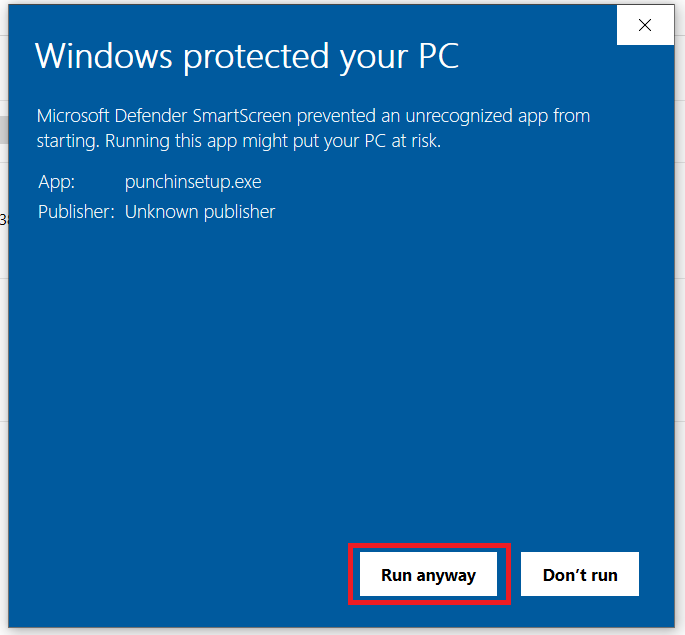 Windows protected your PC
Microsoft Defender SmartScreen prevented an unrecognized app from
starting. Running this app might put your PC at risk.
App: punchinsetup.exe
Publisher: Unknown publisher
Run anyway Don't run